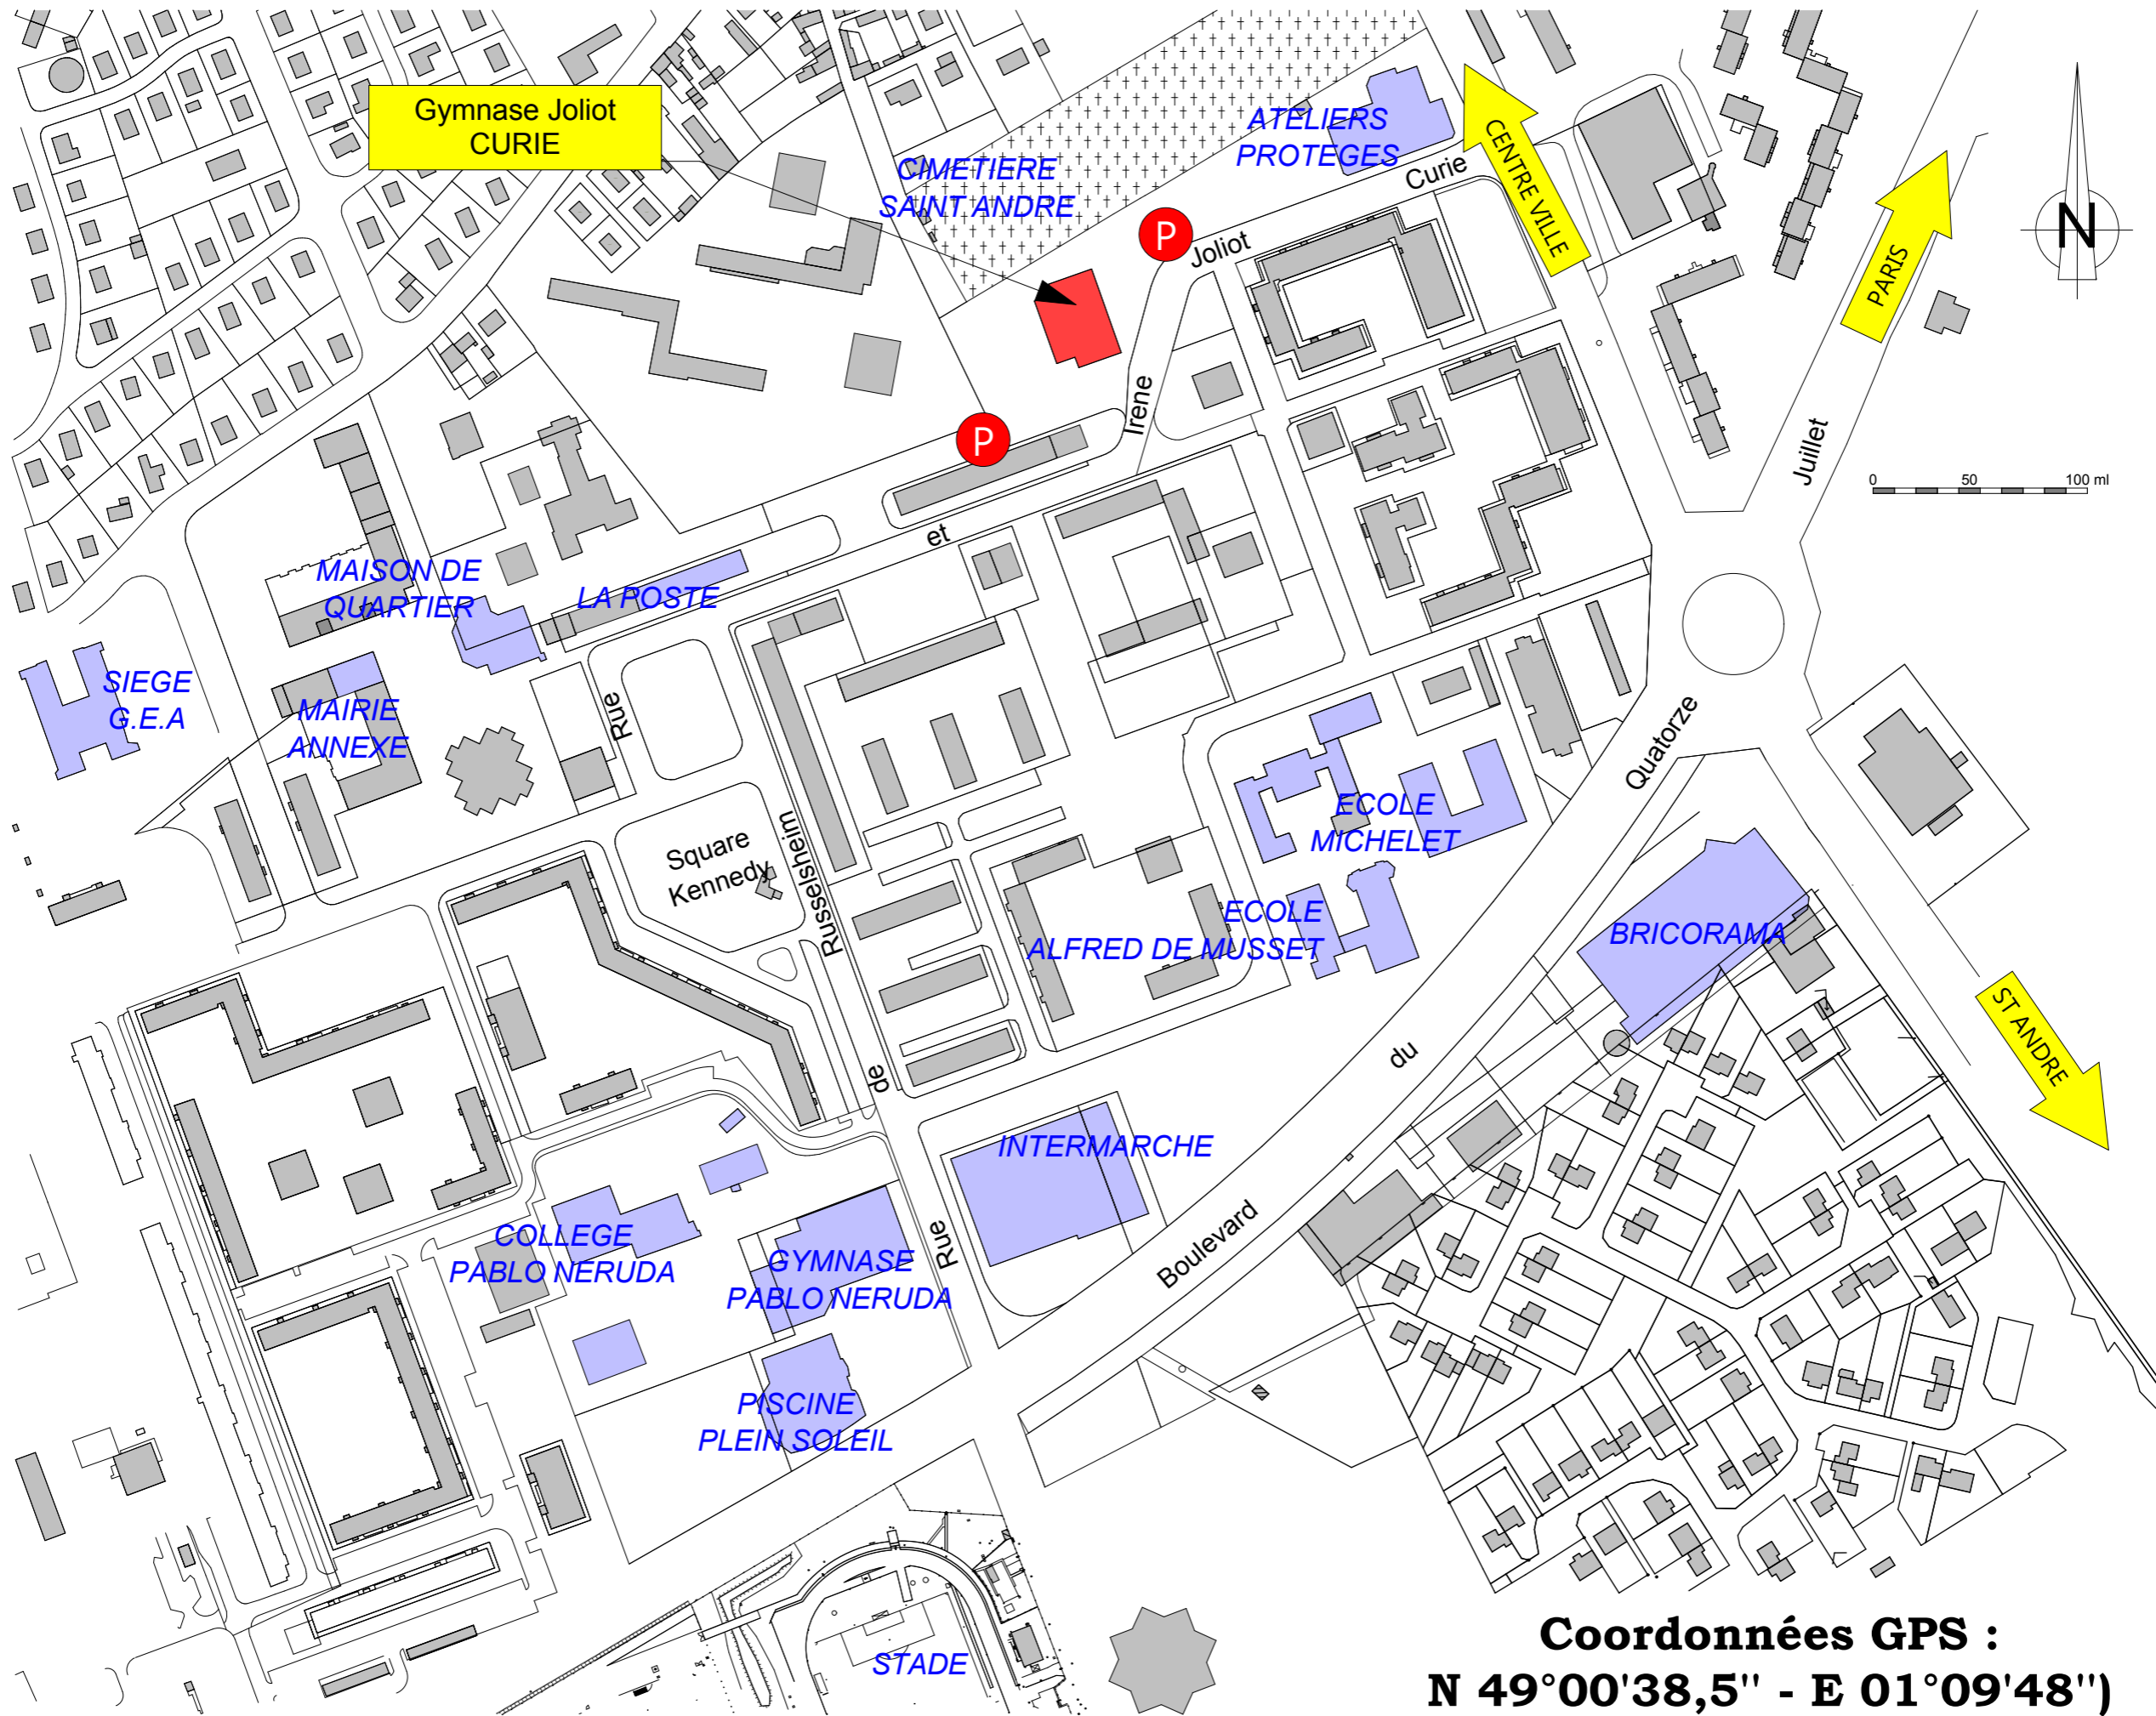 Gymnase Joliot
CURIE
CIMETIERE
SAINT ANDRE
ATELIERS
PROTEGES
CENTRE VILLE
PARIS
N
P
P
Curie
Joliot
Irene
et
Juillet
0 50 100 ml
MAISON DE
QUARTIER
LA POSTE
SIEGE
G.E.A
MAIRIE
ANNEXE
Rue
Square
Kennedy
Russelsheim
de
Rue
Quatorze
du
Boulevard
ECOLE
MICHELET
ECOLE
ALFRED DE MUSSET
BRICORAMA
ST ANDRE
INTERMARCHE
COLLEGE
PABLO NERUDA
GYMNASE
PABLO NERUDA
PISCINE
PLEIN SOLEIL
STADE
Coordonnées GPS :
N 49°00'38,5'' - E 01°09'48'')